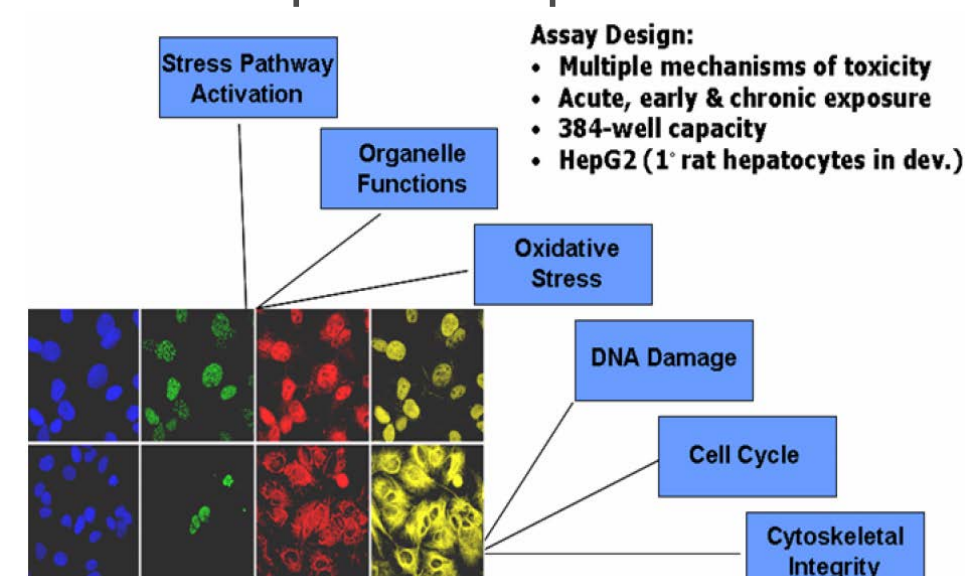 Assay Design:
• Multiple mechanisms of toxicity
• Acute, early & chronic exposure
• 384-well capacity
• HepG2 (1° rat hepatocytes in dev.)
Stress Pathway
Activation
Organelle
Functions
Oxidative
Stress
DNA Damage
Cell Cycle
Cytoskeletal
Integrity